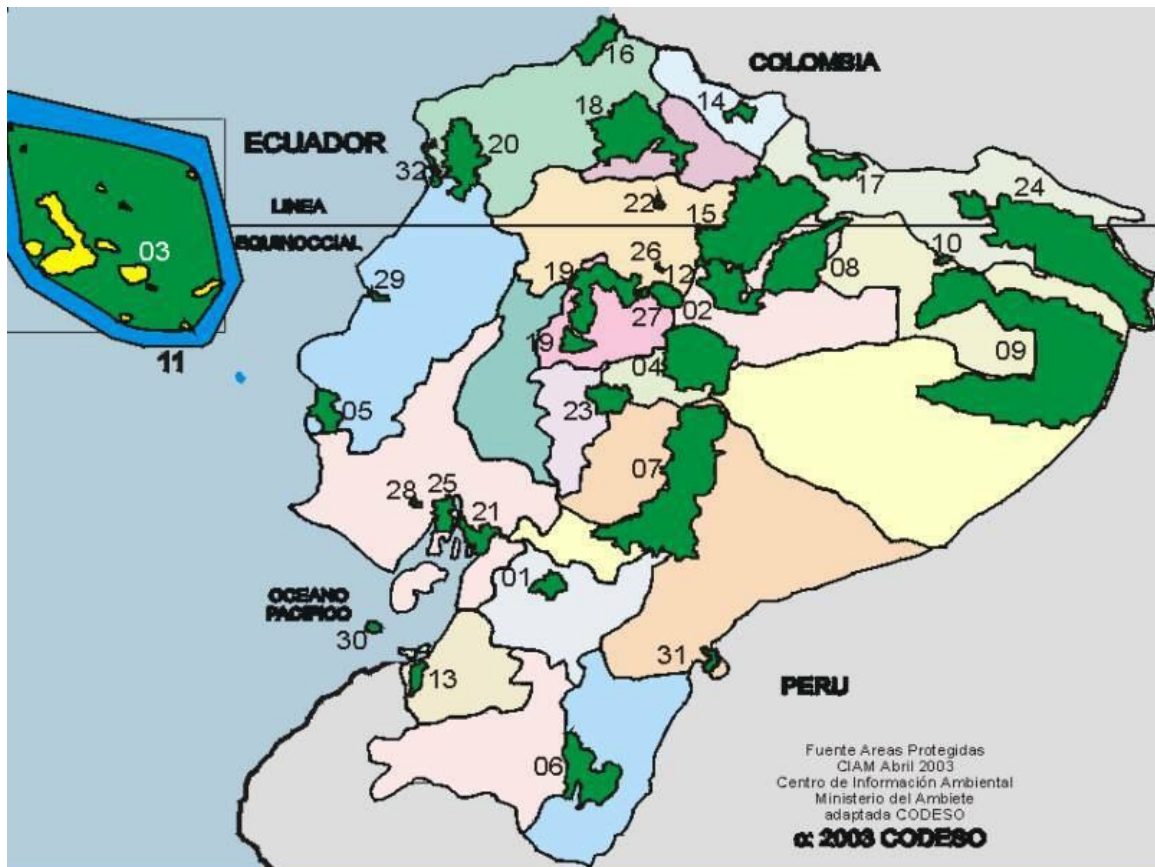 16
COLOMBIA
18
14
ECUADOR
20
32
17
24
LINEA
22
15
EQUINOCCIAL
03
10
26
19
12
08
29
02
27
11
19
09
04
05
23
07
28
25
21
01
OCEANO
PACIFICO
30
31
13
PERU
06
Fuente Areas Protegidas
CIAM Abril 2003
Centro de Información Ambiental
Ministerio del Ambiete
adaptada CODESO
α: 2003 CODESO